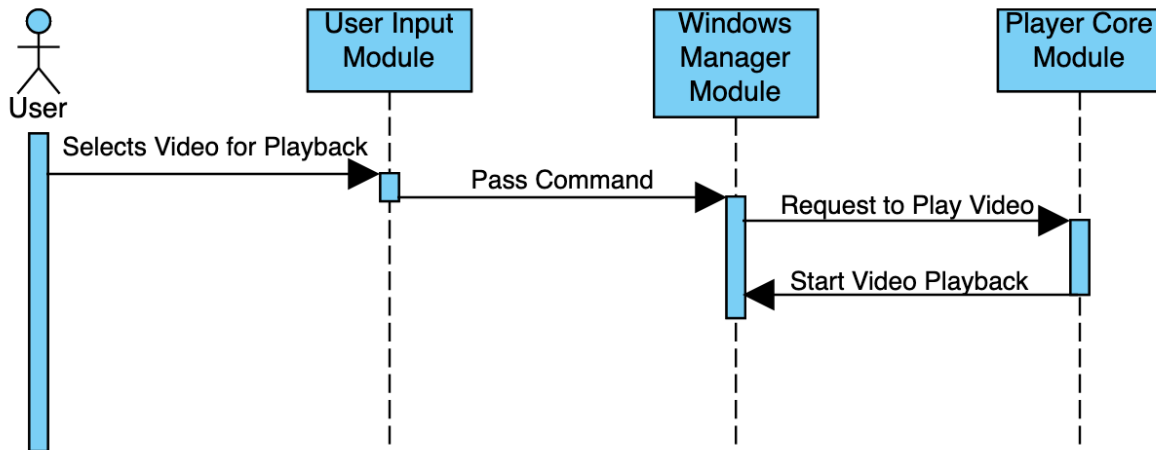 User
User Input
Module
Windows
Manager
Module
Player Core
Module
Selects Video for Playback
Pass Command
Request to Play Video
Start Video Playback